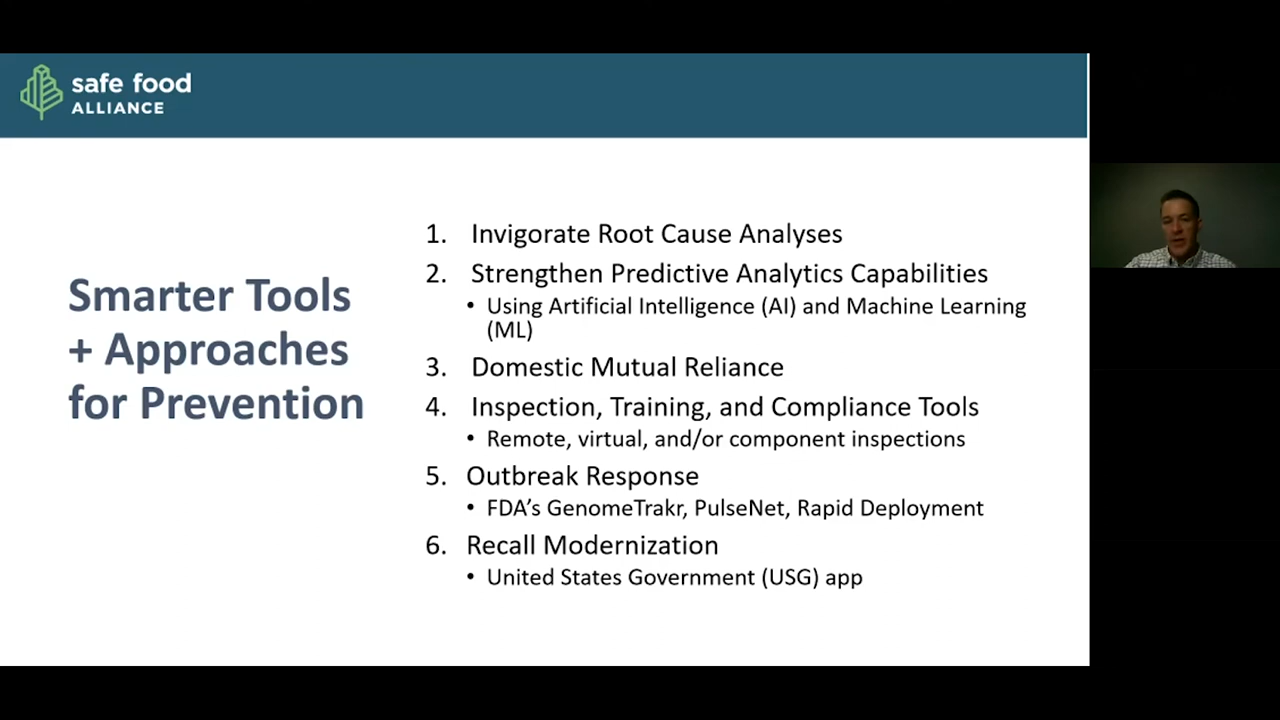 safe food
ALLIANCE
Smarter Tools
+ Approaches
for Prevention
1. Invigorate Root Cause Analyses
2. Strengthen Predictive Analytics Capabilities
• Using Artificial Intelligence (AI) and Machine Learning
(ML)
3. Domestic Mutual Reliance
4. Inspection, Training, and Compliance Tools
• Remote, virtual, and/or component inspections
5. Outbreak Response
• FDA’s GenomeTrakr, PulseNet, Rapid Deployment
6. Recall Modernization
• United States Government (USG) app